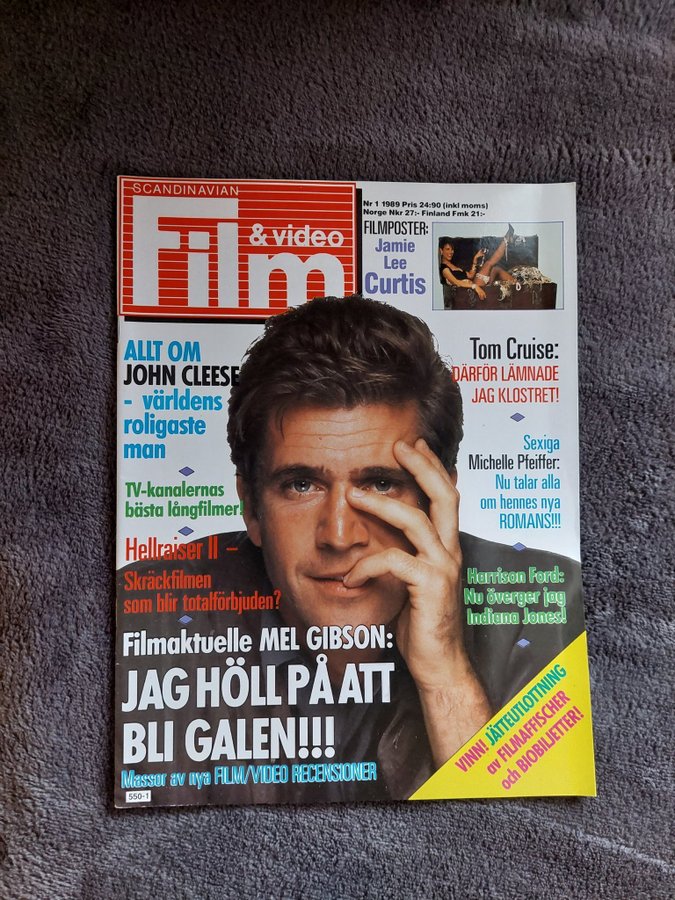 SCANDINAVIAN
Film
& video
Nr 1 1989 Pris 24:90 (inkl moms)
Norge Nkr 27:- Finland Fmk 21:-
FILMPOSTER:
Jamie
Lee
Curtis
ALLT OM
JOHN CLEESE
- världens
roligaste
man
TV-kanalernas
bästa långfilmer!
Hellraiser II –
Skräckfilmen
som blir totalförbjuden?
Tom Cruise:
DÄRFÖR LÄMNADE
JAG KLOSTRET!
Sexiga
Michelle Pfeiffer:
Nu talar alla
om hennes nya
ROMANS!!!
Harrison Ford:
Nu överger jag
Indiana Jones!
Filmaktuelle MEL GIBSON:
JAG HÖLL PÅ ATT
BLI GALEN!!!
Massor av nya FILM/VIDEO RECENSIONER
550-1
VINN! JÄTTEUTLOTTNING
av FILMAFFISCHER
och BIOBILJETTER!